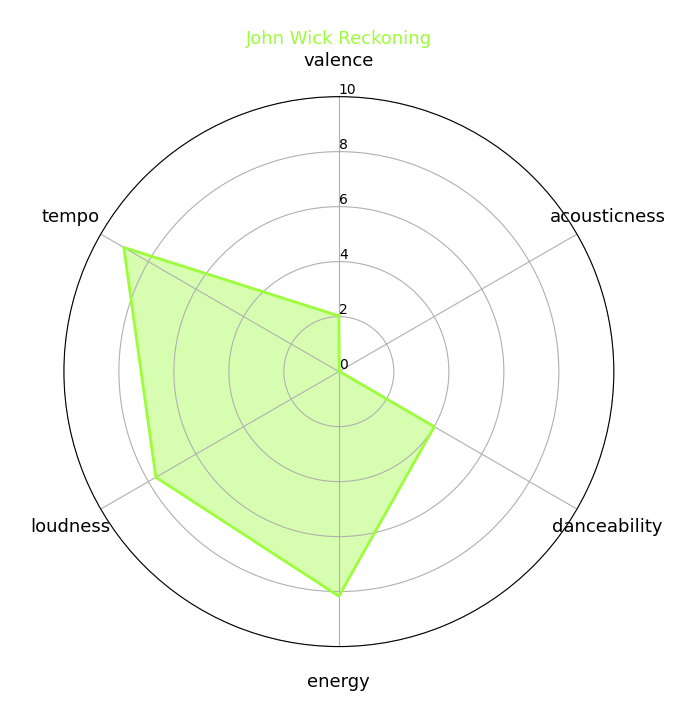 John Wick Reckoning
valence
10
8
6
4
2
0
tempo
acousticness
loudness
danceability
energy